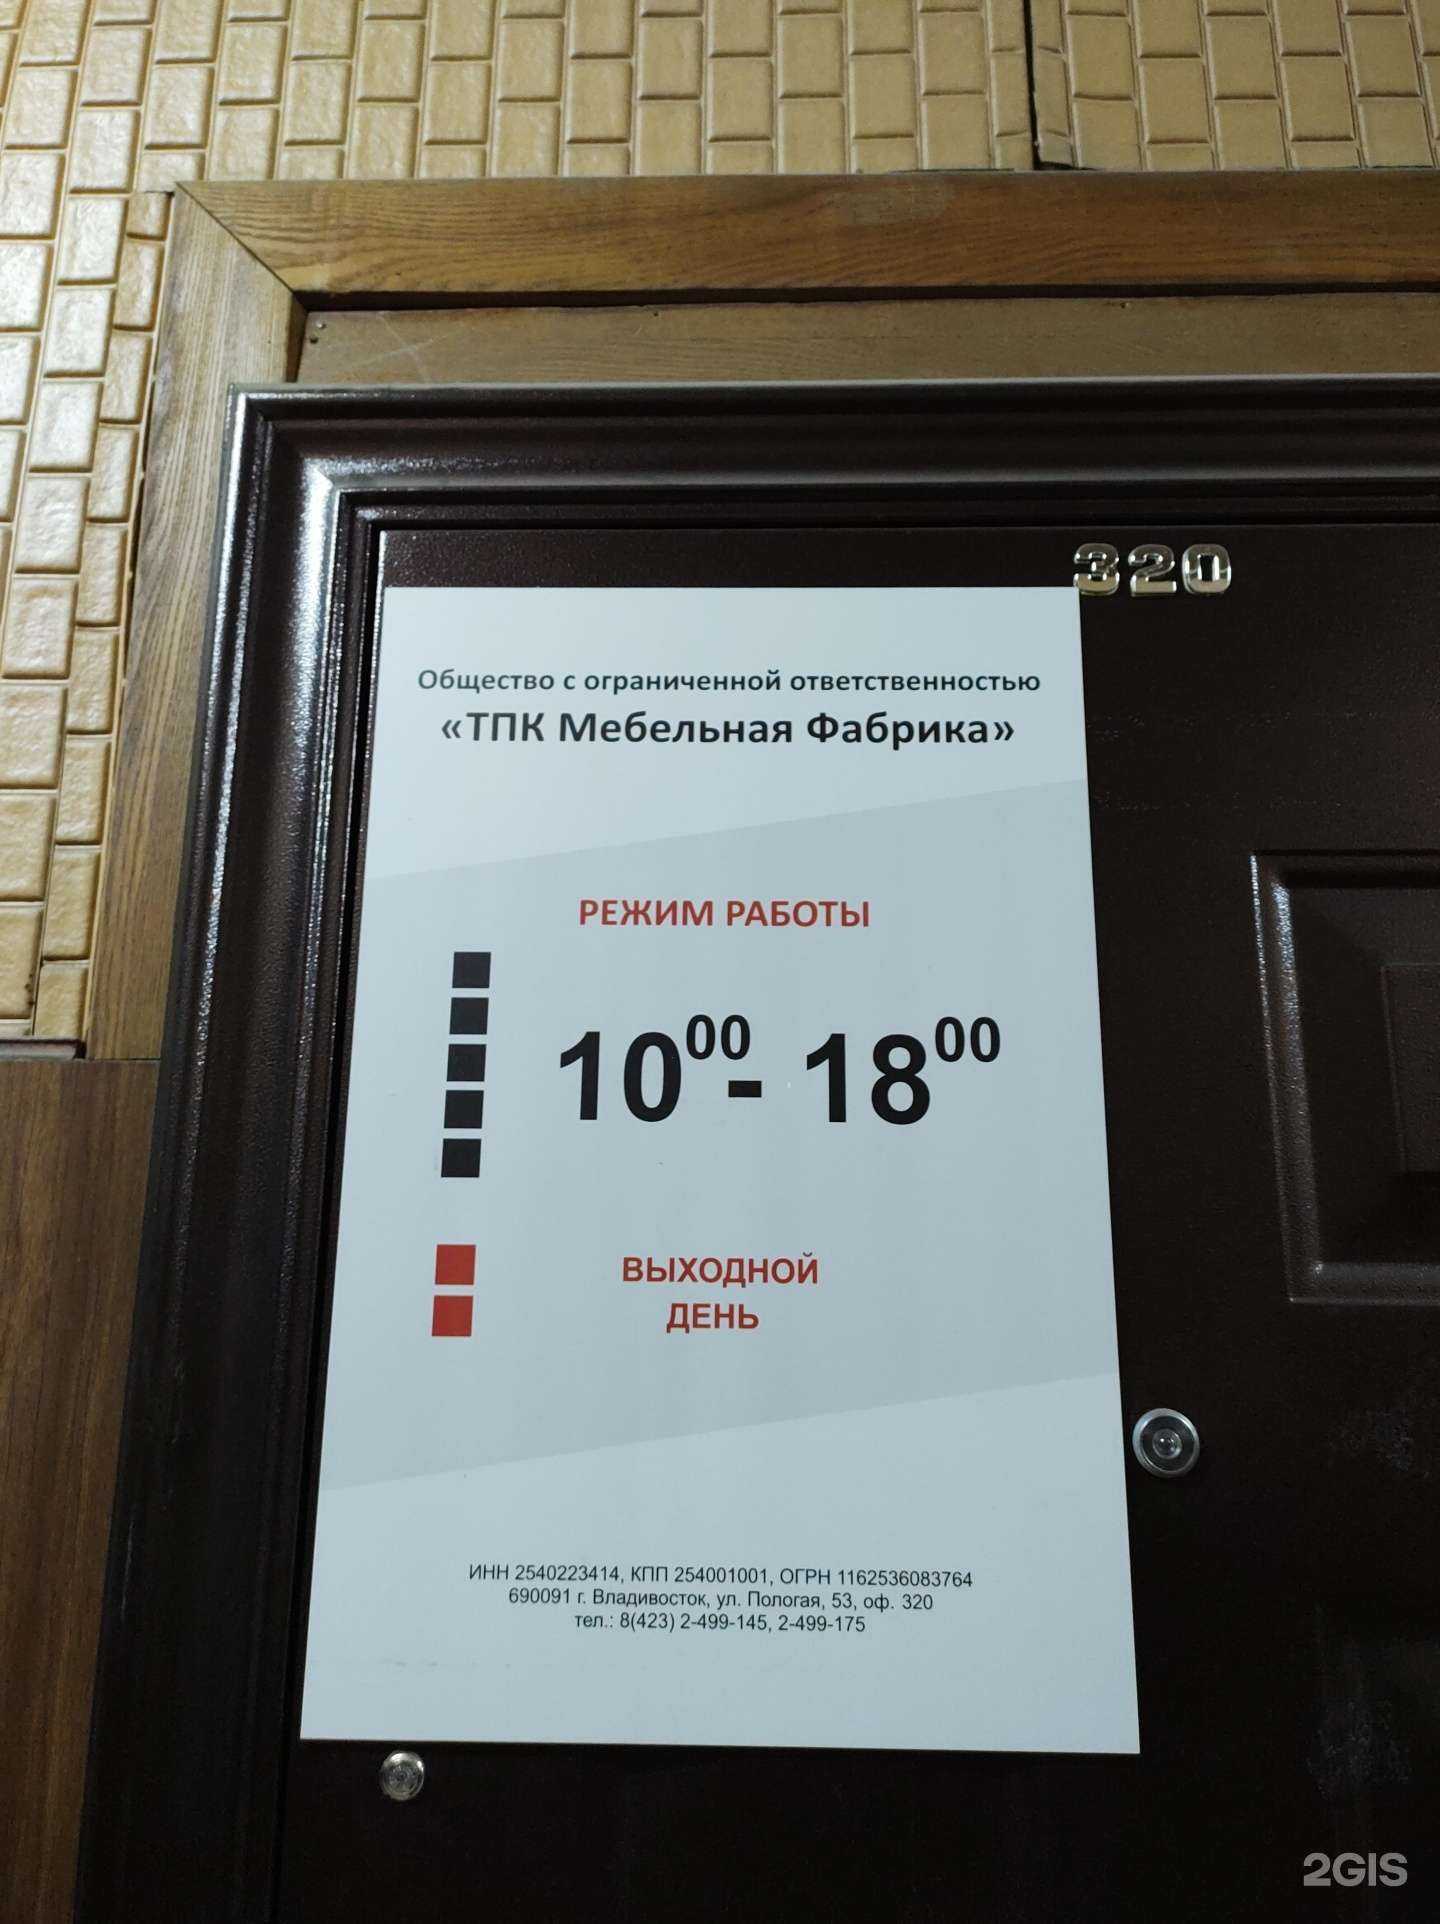 320
Общество с ограниченной ответственностью
«ТПК Мебельная Фабрика»
РЕЖИМ РАБОТЫ
10⁰⁰ - 18⁰⁰
ВЫХОДНОЙ
ДЕНЬ
ИНН 2540223414, КПП 254001001, ОГРН 1162536083764
690091 г. Владивосток, ул. Пологая, 53, оф. 320
тел.: 8(423) 2-499-145, 2-499-175
2GIS